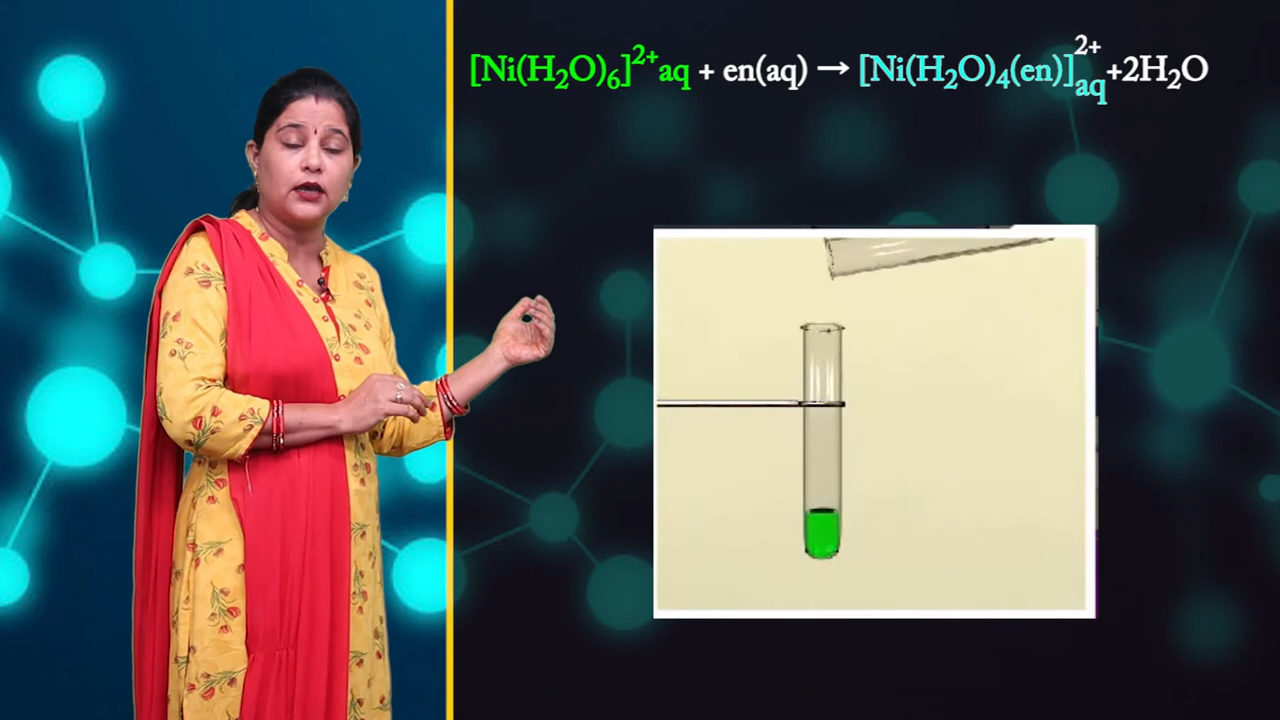 [Ni(H₂O)₆]²⁺aq + en(aq) → [Ni(H₂O)₄(en)]²⁺aq+2H₂O